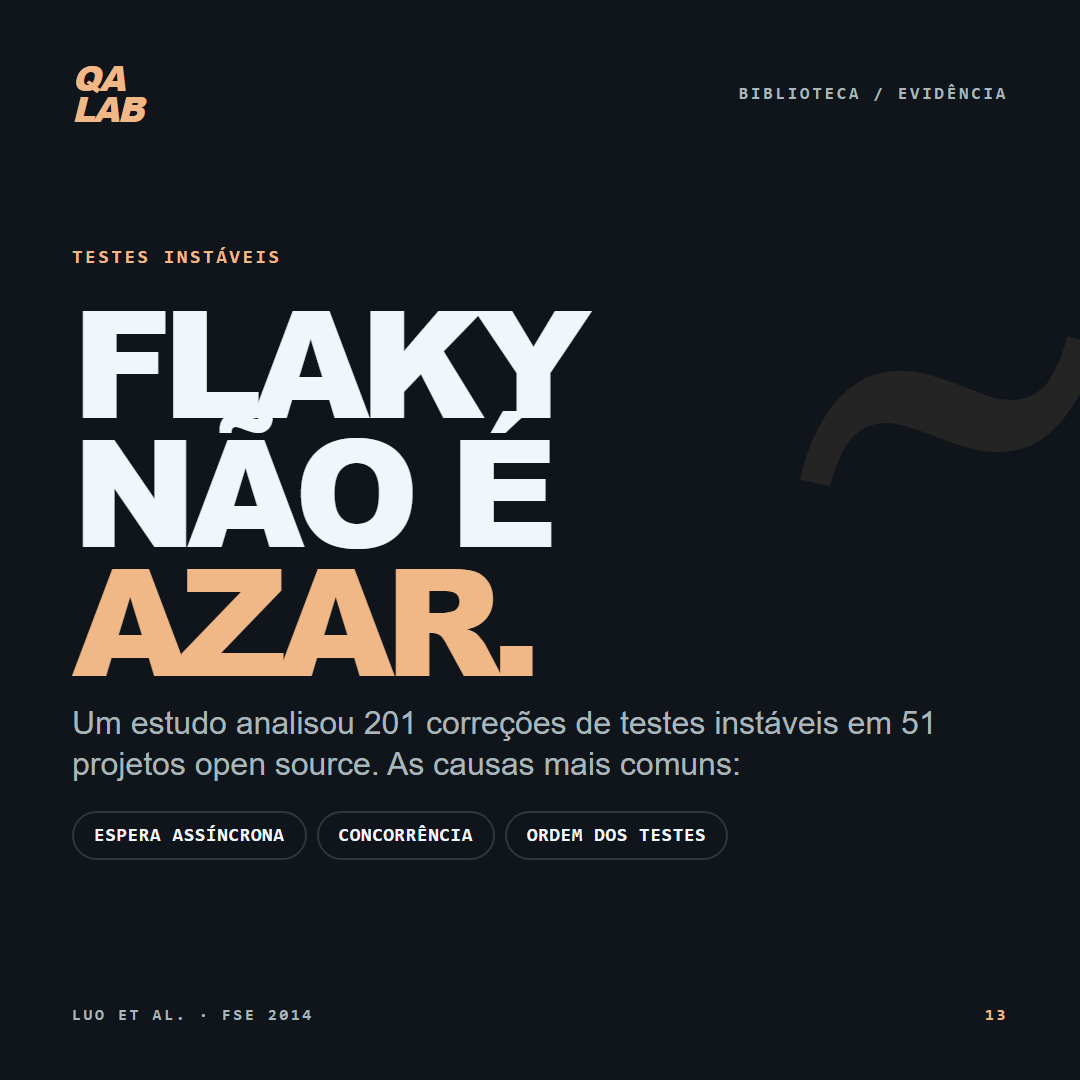 QA
LAB
BIBLIOTECA / EVIDÊNCIA
TESTES INSTÁVEIS
FLAKY
NÃO É
AZAR.
Um estudo analisou 201 correções de testes instáveis em 51
projetos open source. As causas mais comuns:
ESPERA ASSÍNCRONA
CONCORRÊNCIA
ORDEM DOS TESTES
LUO ET AL. · FSE 2014
13